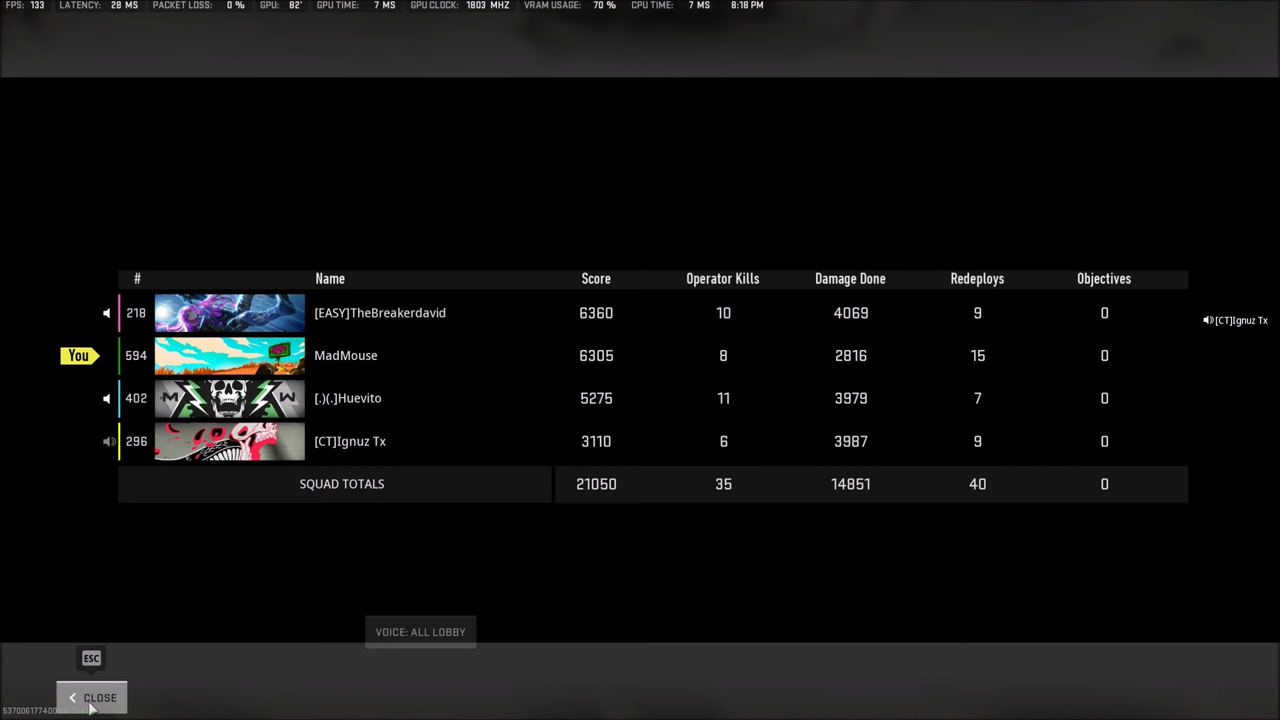 FPS: 133 LATENCY: 28 MS PACKET LOSS: 0 % GPU: 82° GPU TIME: 7 MS GPU CLOCK: 1803 MHZ VRAM USAGE: 70 % CPU TIME: 7 MS 8:18 PM
# Name Score Operator Kills Damage Done Redeploys Objectives
218 [EASY]TheBreakerdavid 6360 10 4069 9 0
[CT]Ignuz Tx
You 594 MadMouse 6305 8 2816 15 0
402 M W [.)(.]Huevito 5275 11 3979 7 0
296 [CT]Ignuz Tx 3110 6 3987 9 0
SQUAD TOTALS 21050 35 14851 40 0
VOICE: ALL LOBBY
ESC
CLOSE